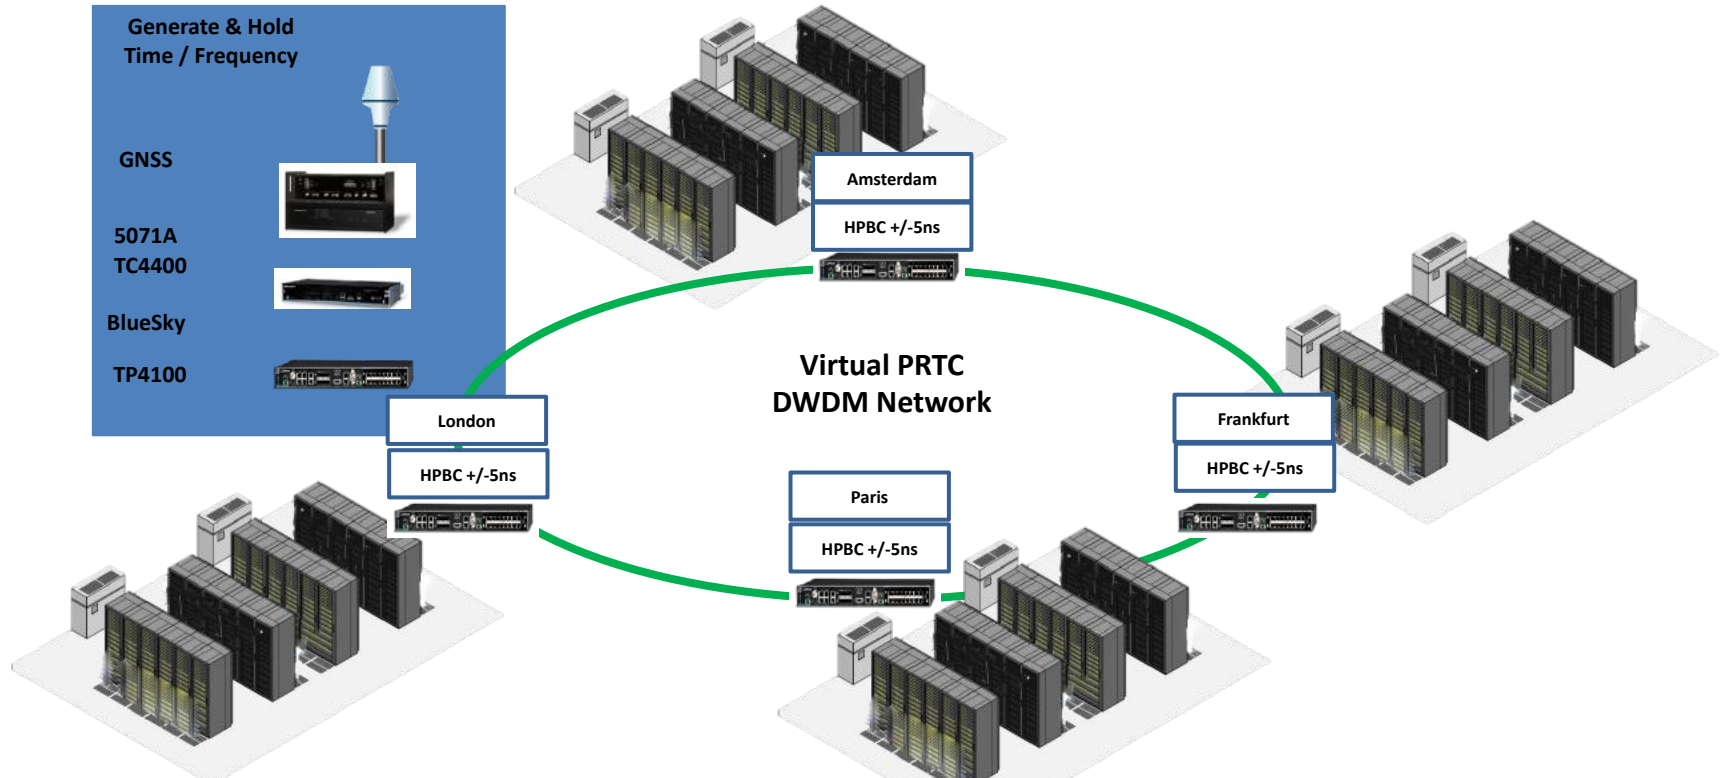 Generate & Hold
Time / Frequency
GNSS
5071A
TC4400
BlueSky
TP4100
Amsterdam
HPBC +/-5ns
Virtual PRTC
DWDM Network
London
HPBC +/-5ns
Frankfurt
HPBC +/-5ns
Paris
HPBC +/-5ns